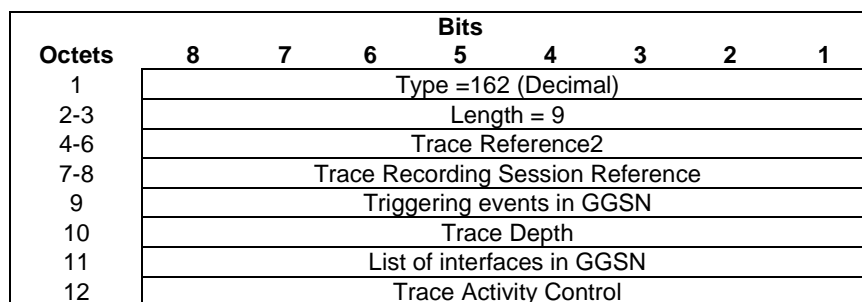 Bits
Octets 8 7 6 5 4 3 2 1
1 Type =162 (Decimal)
2-3 Length = 9
4-6 Trace Reference2
7-8 Trace Recording Session Reference
9 Triggering events in GGSN
10 Trace Depth
11 List of interfaces in GGSN
12 Trace Activity Control